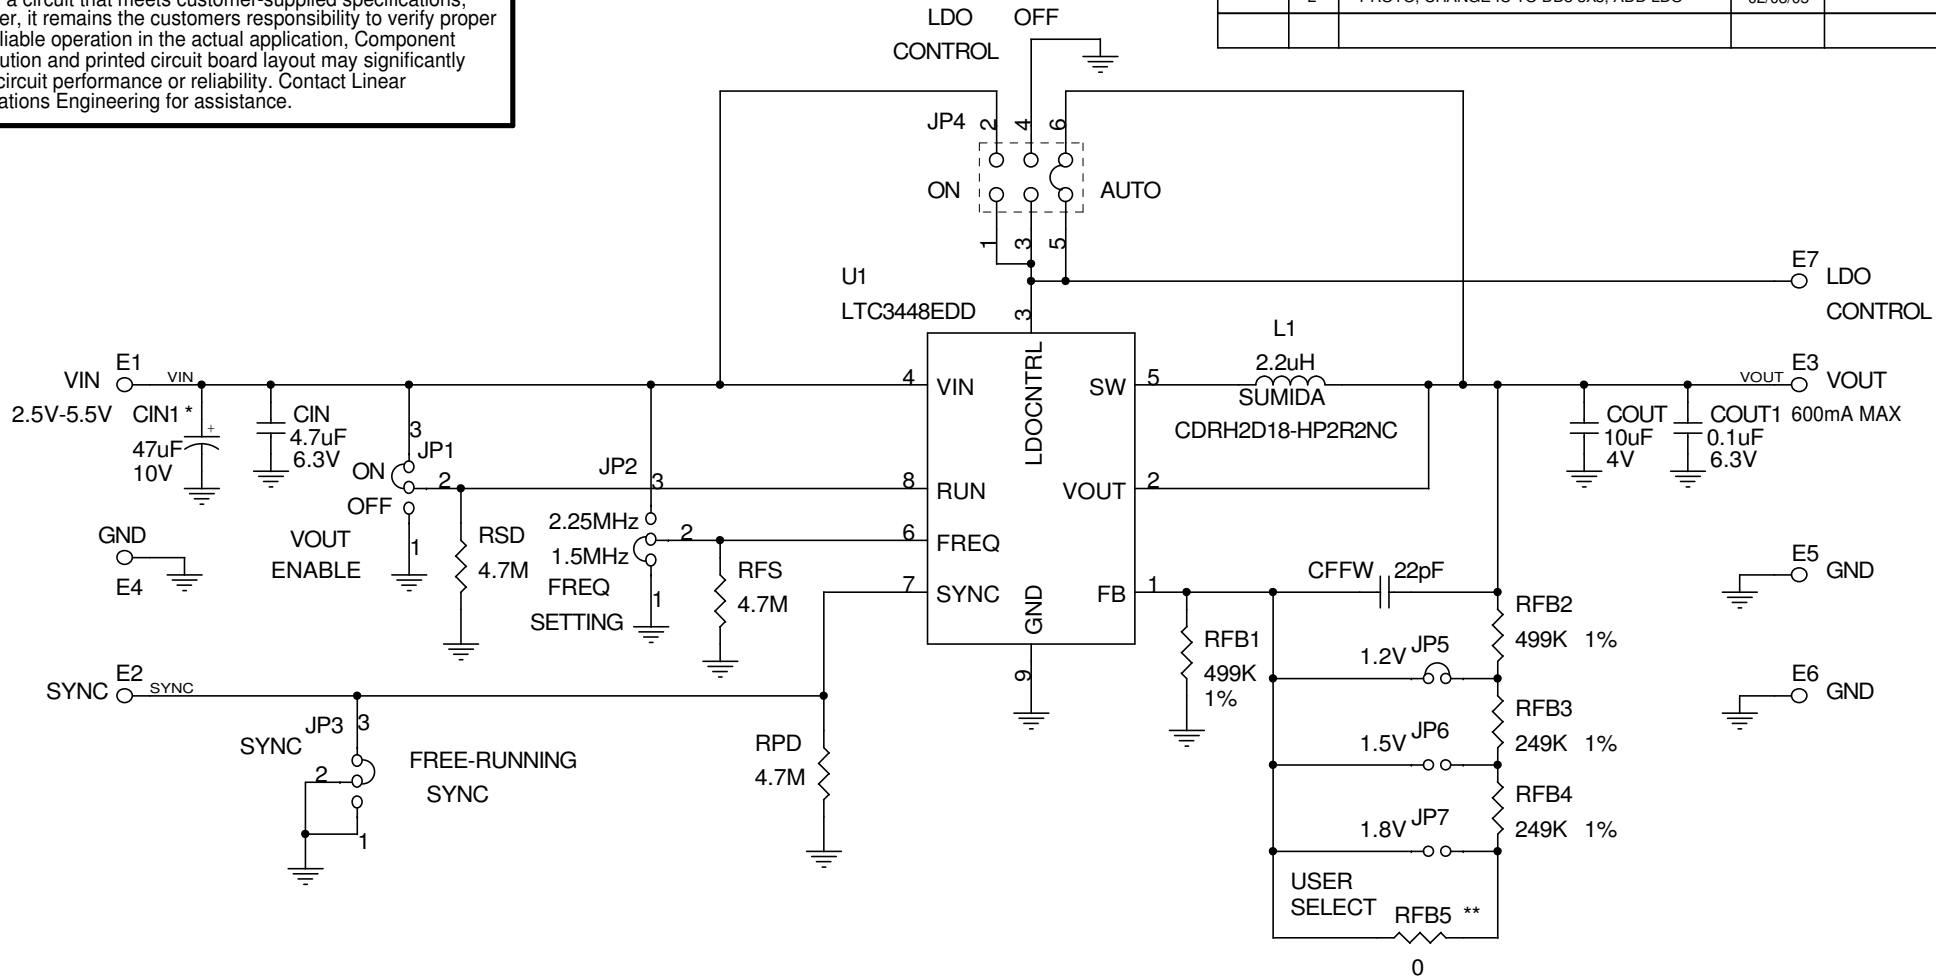 a circuit that meets customer-supplied specifications;
er, it remains the customers responsibility to verify proper
liable operation in the actual application, Component
ution and printed circuit board layout may significantly
circuit performance or reliability. Contact Linear
ations Engineering for assistance.
LDO OFF
CONTROL
JP4 2 4 6
ON AUTO
1 3 5
U1
LTC3448EDD
3
E7
LDO
CONTROL
L1
2.2uH
SUMIDA
CDRH2D18-HP2R2NC
E1
VIN VIN
2.5V-5.5V
CIN1 *
+
47uF
10V
CIN
4.7uF
6.3V
3
JP1
ON
2
OFF
1
VOUT
ENABLE
RSD
4.7M
JP2
3
2.25MHz
2
1.5MHz
FREQ
SETTING
1
RFS
4.7M
4 VIN
8 RUN
6 FREQ
7 SYNC
LDOCNTRL
GND
9
SW 5
VOUT 2
FB 1
VOUT
E3
VOUT
600mA MAX
COUT
10uF
4V
COUT1
0.1uF
6.3V
GND
E4
E2
SYNC SYNC
JP3 3
SYNC
2
1
FREE-RUNNING
SYNC
RPD
4.7M
CFFW 22pF
RFB1
499K
1%
RFB2
499K 1%
1.2V JP5
RFB3
249K 1%
1.5V JP6
RFB4
249K 1%
1.8V JP7
USER
SELECT
RFB5 **
0
E5
GND
E6
GND